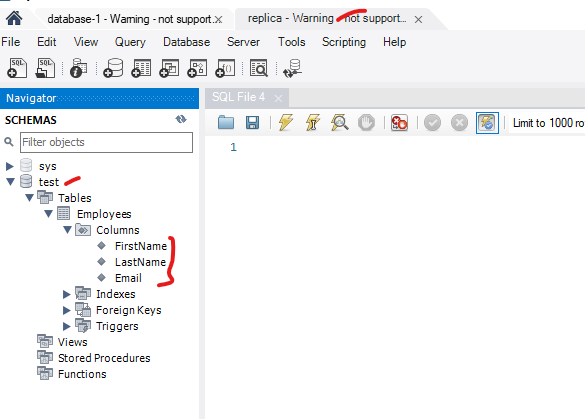 database-1 - Warning - not support...
replica - Warning - not support...
File Edit View Query Database Server Tools Scripting Help
Navigator
SCHEMAS
Filter objects
sys
test
Tables
Employees
Columns
FirstName
LastName
Email
Indexes
Foreign Keys
Triggers
Views
Stored Procedures
Functions
SQL File 4
Limit to 1000 ro
1